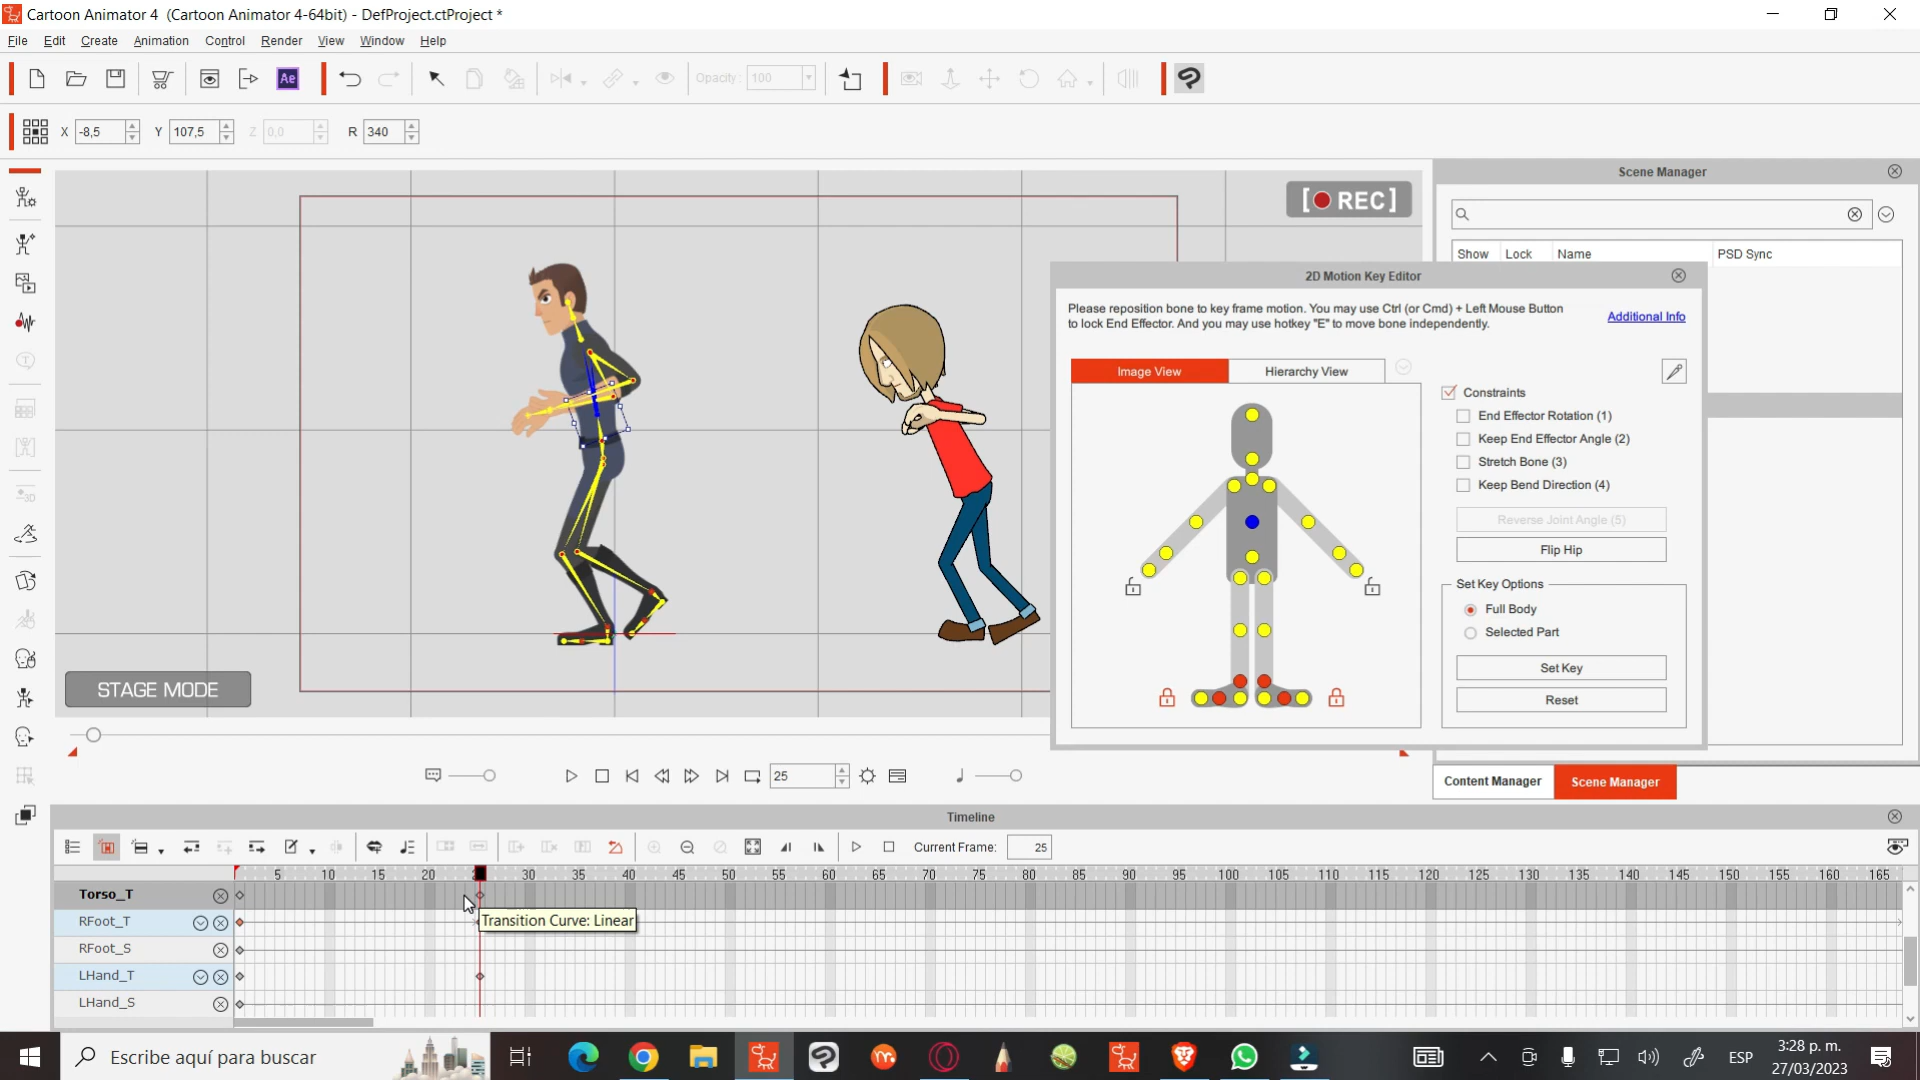 Cartoon Animator 4 (Cartoon Animator 4-64bit) - DefProject.ctProject *
File Edit Create Animation Control Render View Window Help
Ae Opacity: 100
X -8,5 Y 107,5 Z 0,0 R 340
[ REC ]
Scene Manager
Show Lock Name PSD Sync
2D Motion Key Editor
Please reposition bone to key frame motion. You may use Ctrl (or Cmd) + Left Mouse Button
to lock End Effector. And you may use hotkey "E" to move bone independently.
Additional Info
Image View Hierarchy View
Constraints
End Effector Rotation (1)
Keep End Effector Angle (2)
Stretch Bone (3)
Keep Bend Direction (4)
Reverse Joint Angle (5)
Flip Hip
Set Key Options
Full Body
Selected Part
Set Key
Reset
STAGE MODE
25
Content Manager Scene Manager
Timeline
Current Frame: 25
5 10 15 20 30 35 40 45 50 55 60 65 70 75 80 85 90 95 100 105 110 115 120 125 130 135 140 145 150 155 160 165
Torso_T
Transition Curve: Linear
RFoot_T
RFoot_S
LHand_T
LHand_S
Escribe aquí para buscar
ESP
3:28 p. m.
27/03/2023